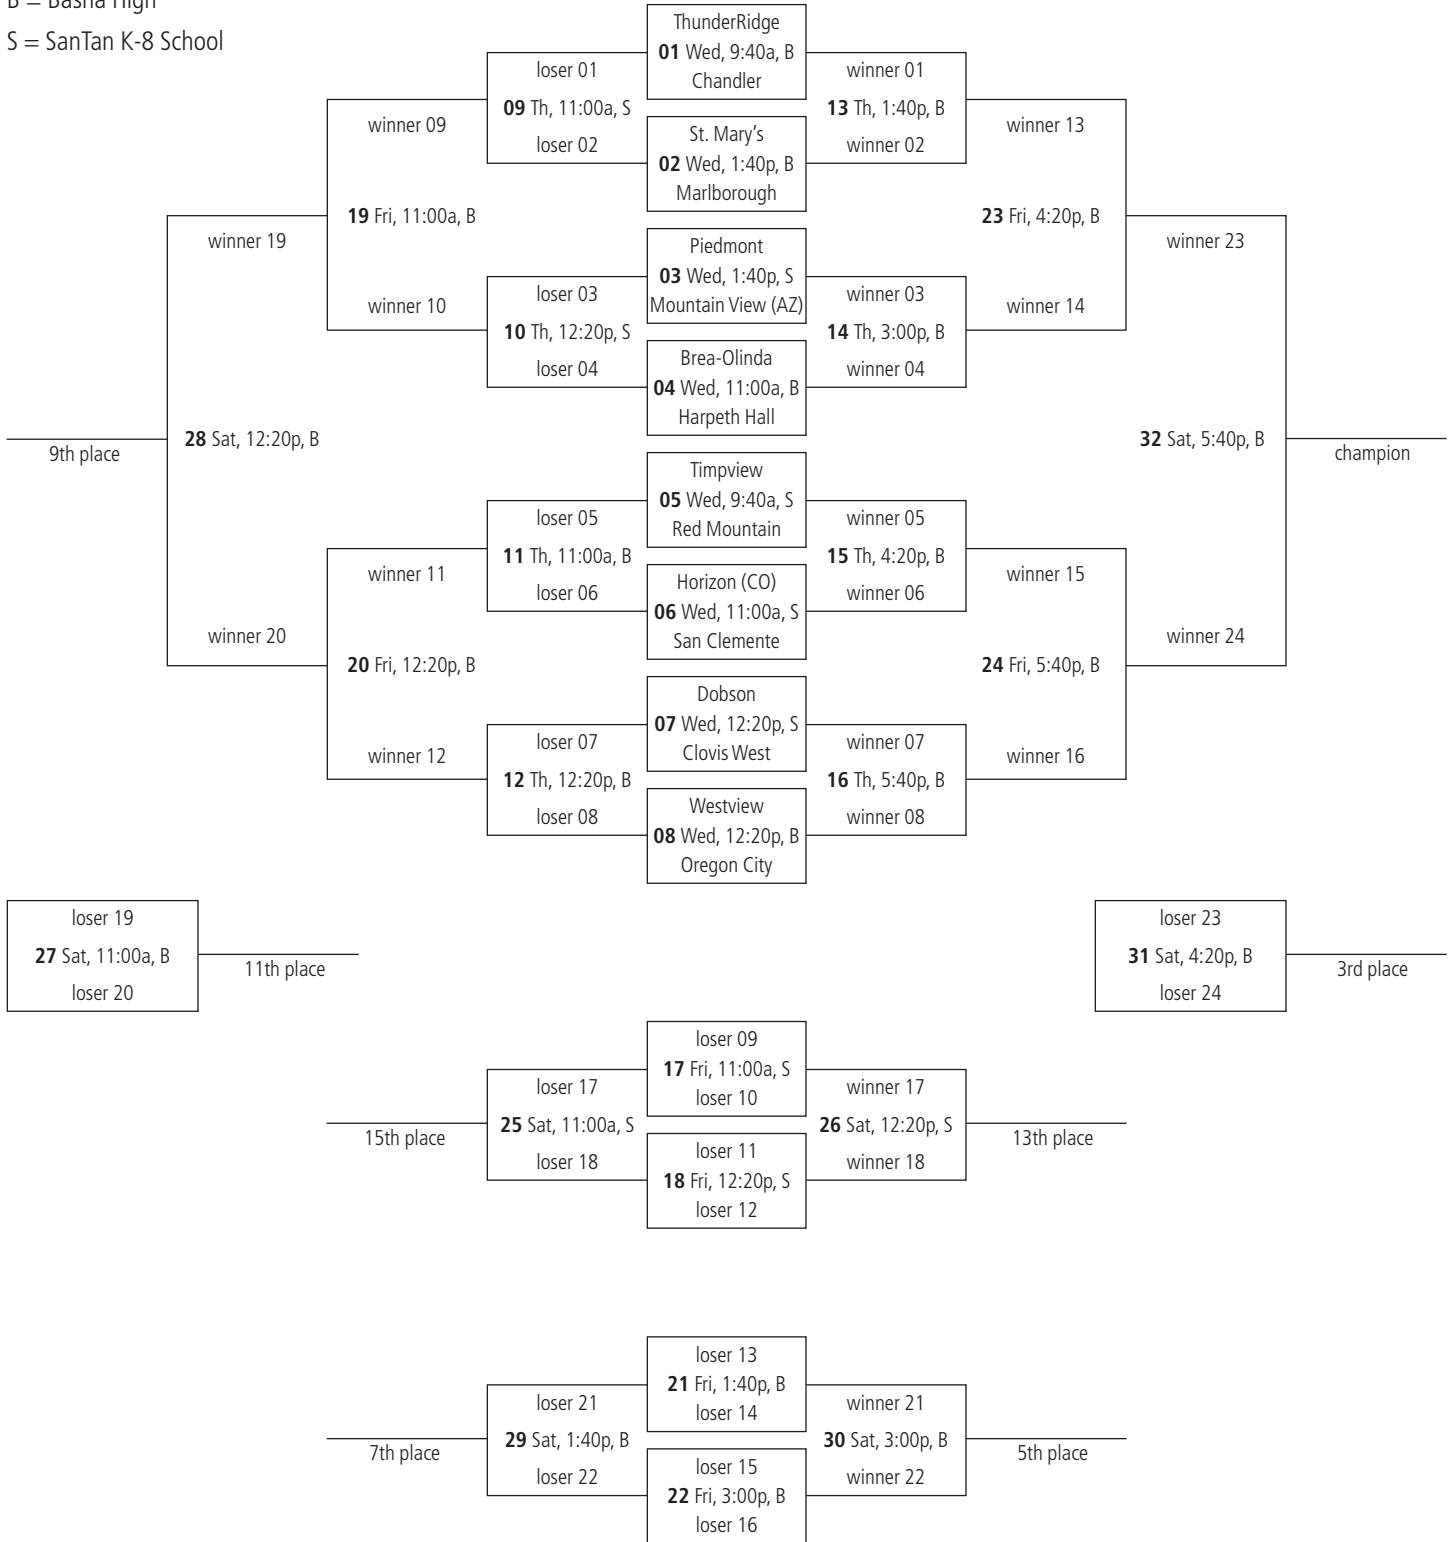 B = Basha High
S = SanTan K-8 School
ThunderRidge
01 Wed, 9:40a, B
Chandler
loser 01
09 Th, 11:00a, S
loser 02
winner 01
13 Th, 1:40p, B
winner 02
winner 09
winner 13
St. Mary's
02 Wed, 1:40p, B
Marlborough
19 Fri, 11:00a, B
23 Fri, 4:20p, B
winner 19
winner 23
Piedmont
03 Wed, 1:40p, S
Mountain View (AZ)
winner 10
loser 03
10 Th, 12:20p, S
loser 04
winner 03
14 Th, 3:00p, B
winner 04
winner 14
Brea-Olinda
04 Wed, 11:00a, B
Harpeth Hall
9th place
28 Sat, 12:20p, B
32 Sat, 5:40p, B
champion
Timpview
05 Wed, 9:40a, S
Red Mountain
loser 05
11 Th, 11:00a, B
loser 06
winner 05
15 Th, 4:20p, B
winner 06
winner 11
winner 15
Horizon (CO)
06 Wed, 11:00a, S
San Clemente
winner 20
winner 24
20 Fri, 12:20p, B
24 Fri, 5:40p, B
Dobson
07 Wed, 12:20p, S
Clovis West
winner 12
loser 07
12 Th, 12:20p, B
loser 08
winner 07
16 Th, 5:40p, B
winner 08
winner 16
Westview
08 Wed, 12:20p, B
Oregon City
loser 19
27 Sat, 11:00a, B
loser 20
11th place
loser 23
31 Sat, 4:20p, B
loser 24
3rd place
loser 09
17 Fri, 11:00a, S
loser 10
loser 17
25 Sat, 11:00a, S
loser 18
15th place
winner 17
26 Sat, 12:20p, S
winner 18
13th place
loser 11
18 Fri, 12:20p, S
loser 12
loser 13
21 Fri, 1:40p, B
loser 14
loser 21
29 Sat, 1:40p, B
loser 22
7th place
winner 21
30 Sat, 3:00p, B
winner 22
5th place
loser 15
22 Fri, 3:00p, B
loser 16